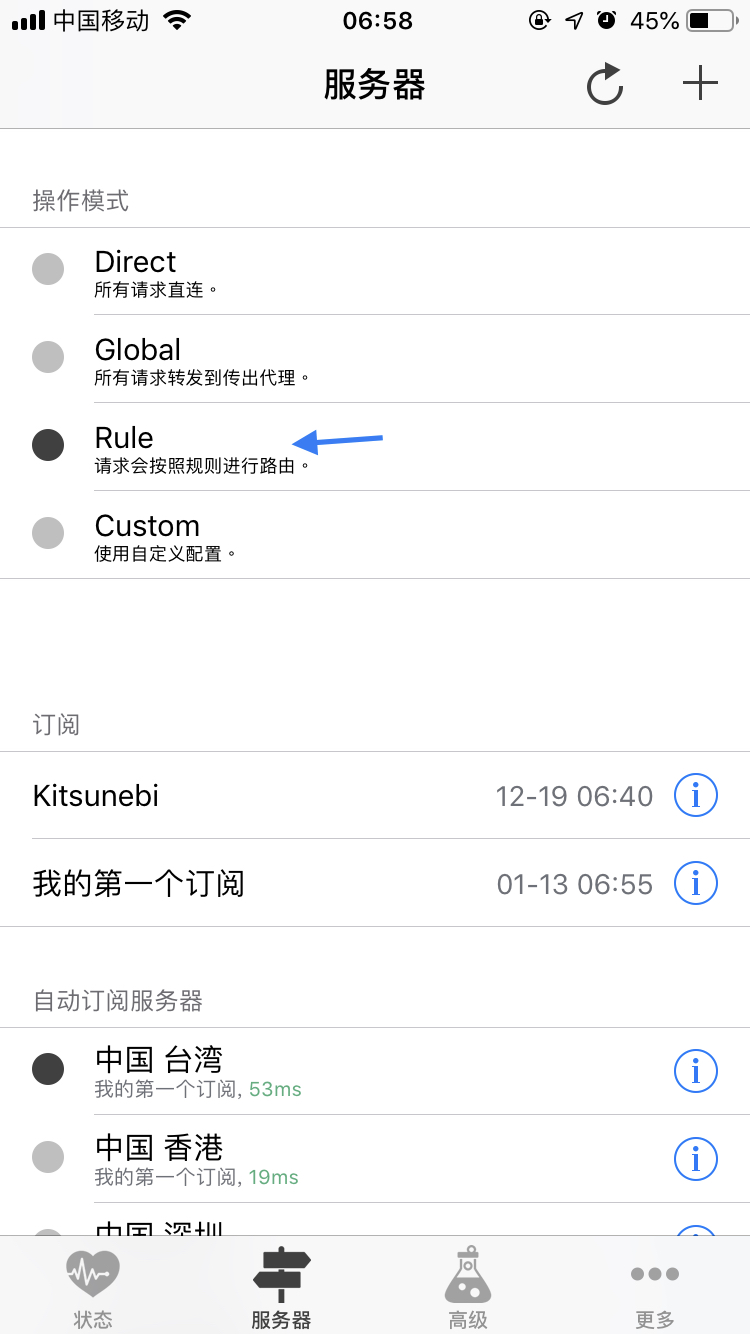 中国移动 06:58 45%
服务器
操作模式
Direct
所有请求直连。
Global
所有请求转发到传出代理。
Rule
请求会按照规则进行路由。
Custom
使用自定义配置。
订阅
Kitsunebi 12-19 06:40
我的第一个订阅 01-13 06:55
自动订阅服务器
中国 台湾
我的第一个订阅, 53ms
中国 香港
我的第一个订阅, 19ms
中国 深圳
状态 服务器 高级 更多